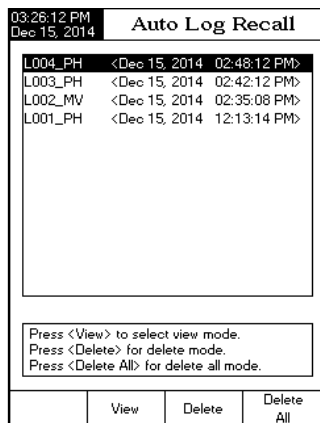 03:26:12 PM
Dec 15, 2014
Auto Log Recall
L004_PH <Dec 15, 2014 02:48:12 PM>
L003_PH <Dec 15, 2014 02:42:12 PM>
L002_MV <Dec 15, 2014 02:35:08 PM>
L001_PH <Dec 15, 2014 12:13:14 PM>
Press <View> to select view mode.
Press <Delete> for delete mode.
Press <Delete All> for delete all mode.
View
Delete
Delete
All